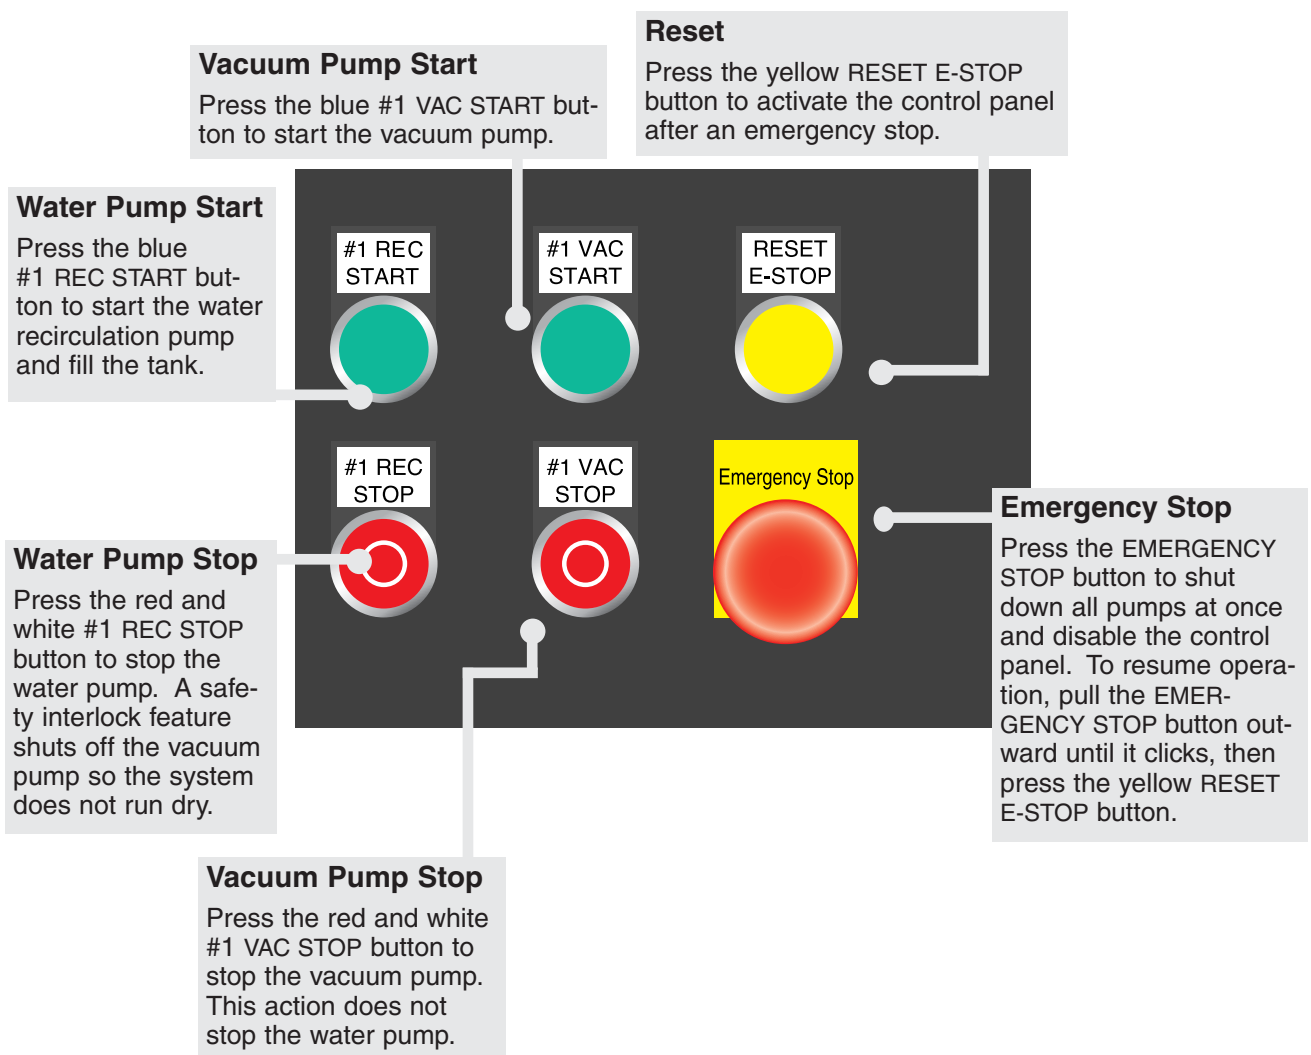 Reset
Press the yellow RESET E-STOP
button to activate the control panel
after an emergency stop.
Vacuum Pump Start
Press the blue #1 VAC START but-
ton to start the vacuum pump.
Water Pump Start
Press the blue
#1 REC START but-
ton to start the water
recirculation pump
and fill the tank.
#1 REC
START
#1 VAC
START
RESET
E-STOP
#1 REC
STOP
#1 VAC
STOP
Emergency Stop
Water Pump Stop
Press the red and
white #1 REC STOP
button to stop the
water pump.  A safe-
ty interlock feature
shuts off the vacuum
pump so the system
does not run dry.
Emergency Stop
Press the EMERGENCY
STOP button to shut
down all pumps at once
and disable the control
panel.  To resume opera-
tion, pull the EMER-
GENCY STOP button out-
ward until it clicks, then
press the yellow RESET
E-STOP button.
Vacuum Pump Stop
Press the red and white
#1 VAC STOP button to
stop the vacuum pump.
This action does not
stop the water pump.